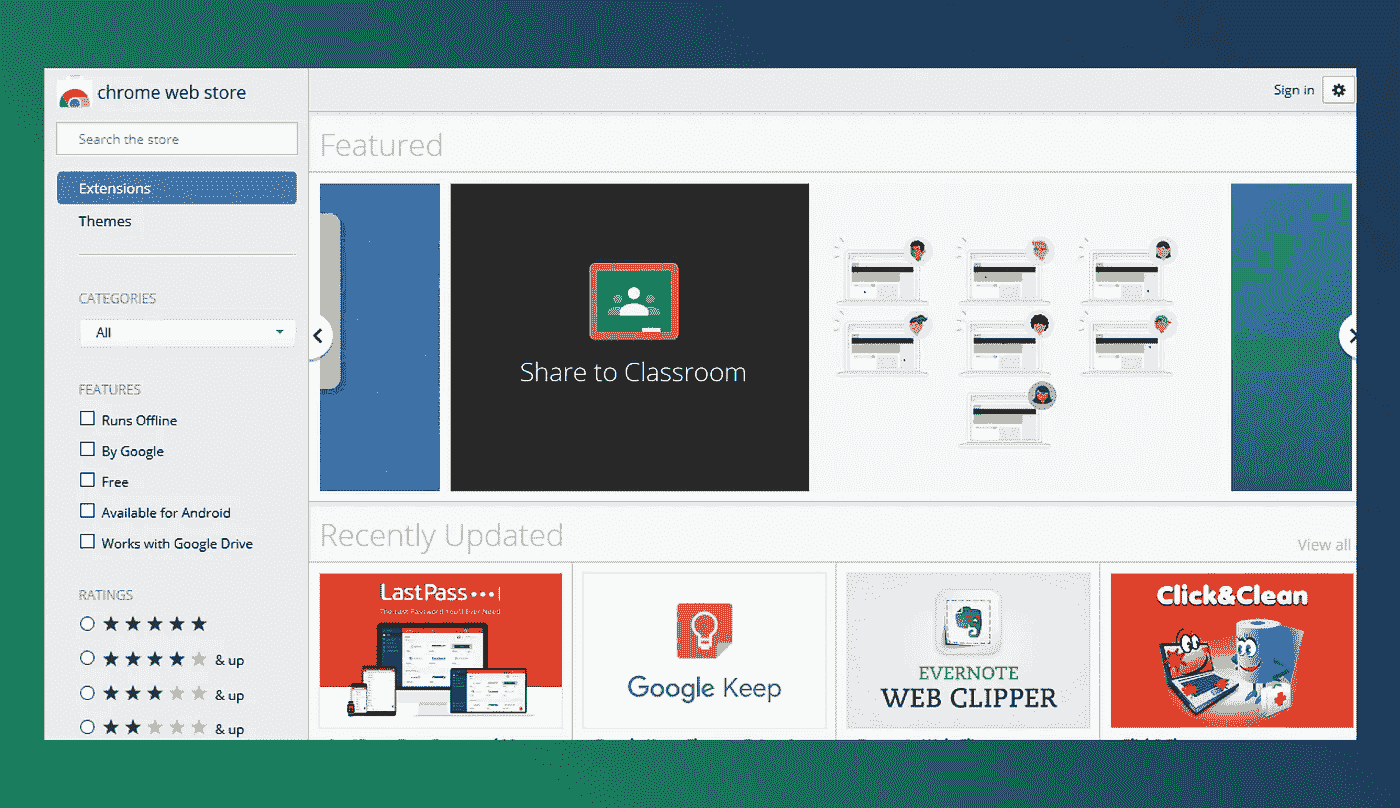 chrome web store
Search the store
Extensions
Themes
CATEGORIES
All
FEATURES
Runs Offline
By Google
Free
Available for Android
Works with Google Drive
RATINGS
& up
& up
& up
Sign in
Featured
Share to Classroom
Recently Updated
View all
LastPass
The Last Password You'll Ever Need
Google Keep
EVERNOTE
WEB CLIPPER
Click&Clean